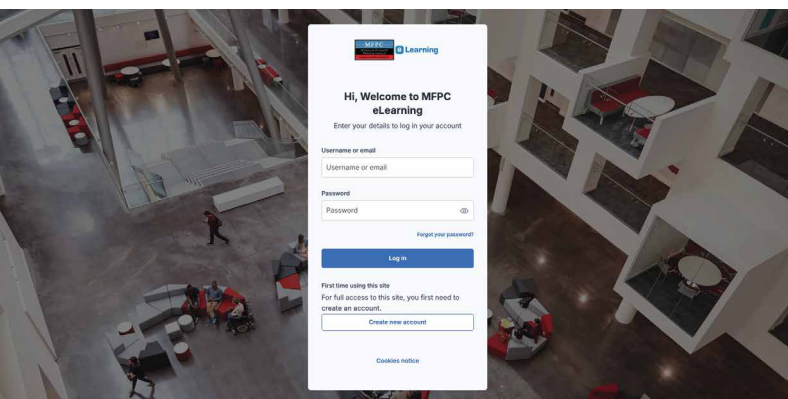 MFPC
Learning
Hi, Welcome to MFPC
eLearning
Enter your details to log in your account
Username or email
Username or email
Password
Password
Forgot your password?
Log in
First time using this site
For full access to this site, you first need to
create an account.
Create new account
Cookies notice